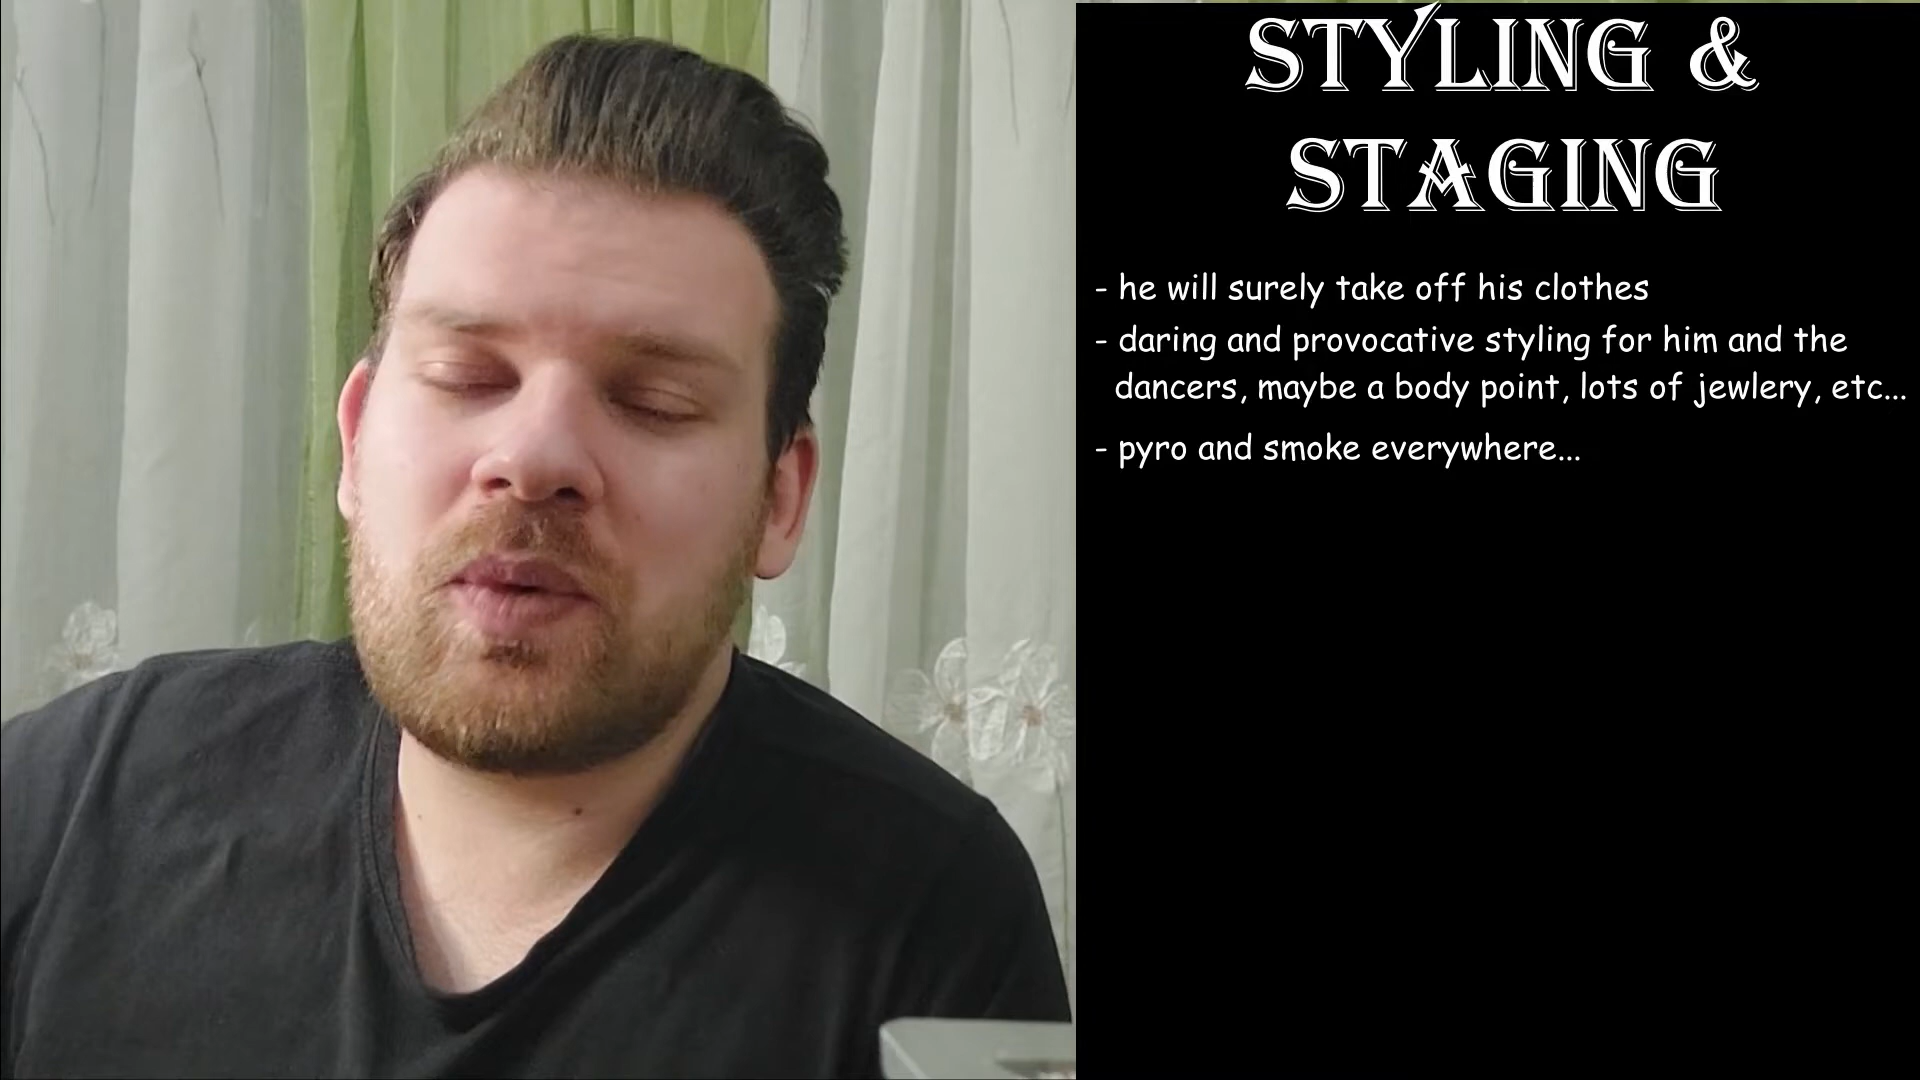 STYLING &
STAGING
- he will surely take off his clothes
- daring and provocative styling for him and the
dancers, maybe a body point, lots of jewlery, etc...
- pyro and smoke everywhere...